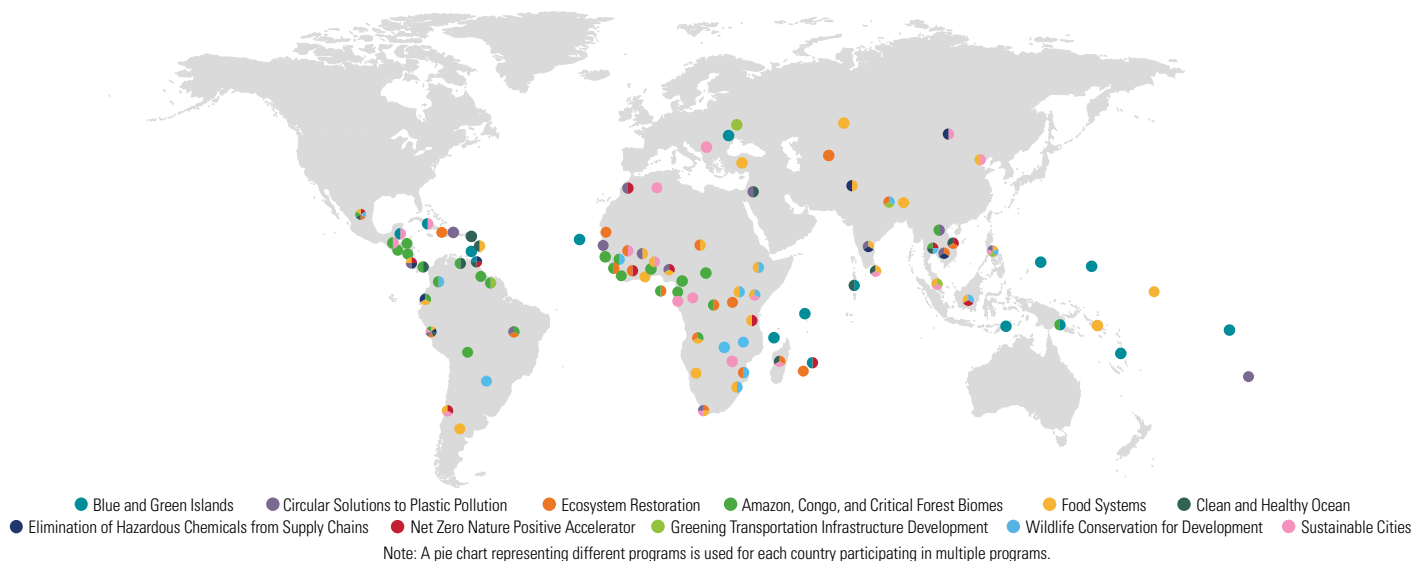 Blue and Green Islands Circular Solutions to Plastic Pollution Ecosystem Restoration Amazon, Congo, and Critical Forest Biomes Food Systems Clean and Healthy Ocean
Elimination of Hazardous Chemicals from Supply Chains Net Zero Nature Positive Accelerator Greening Transportation Infrastructure Development Wildlife Conservation for Development Sustainable Cities
Note: A pie chart representing different programs is used for each country participating in multiple programs.